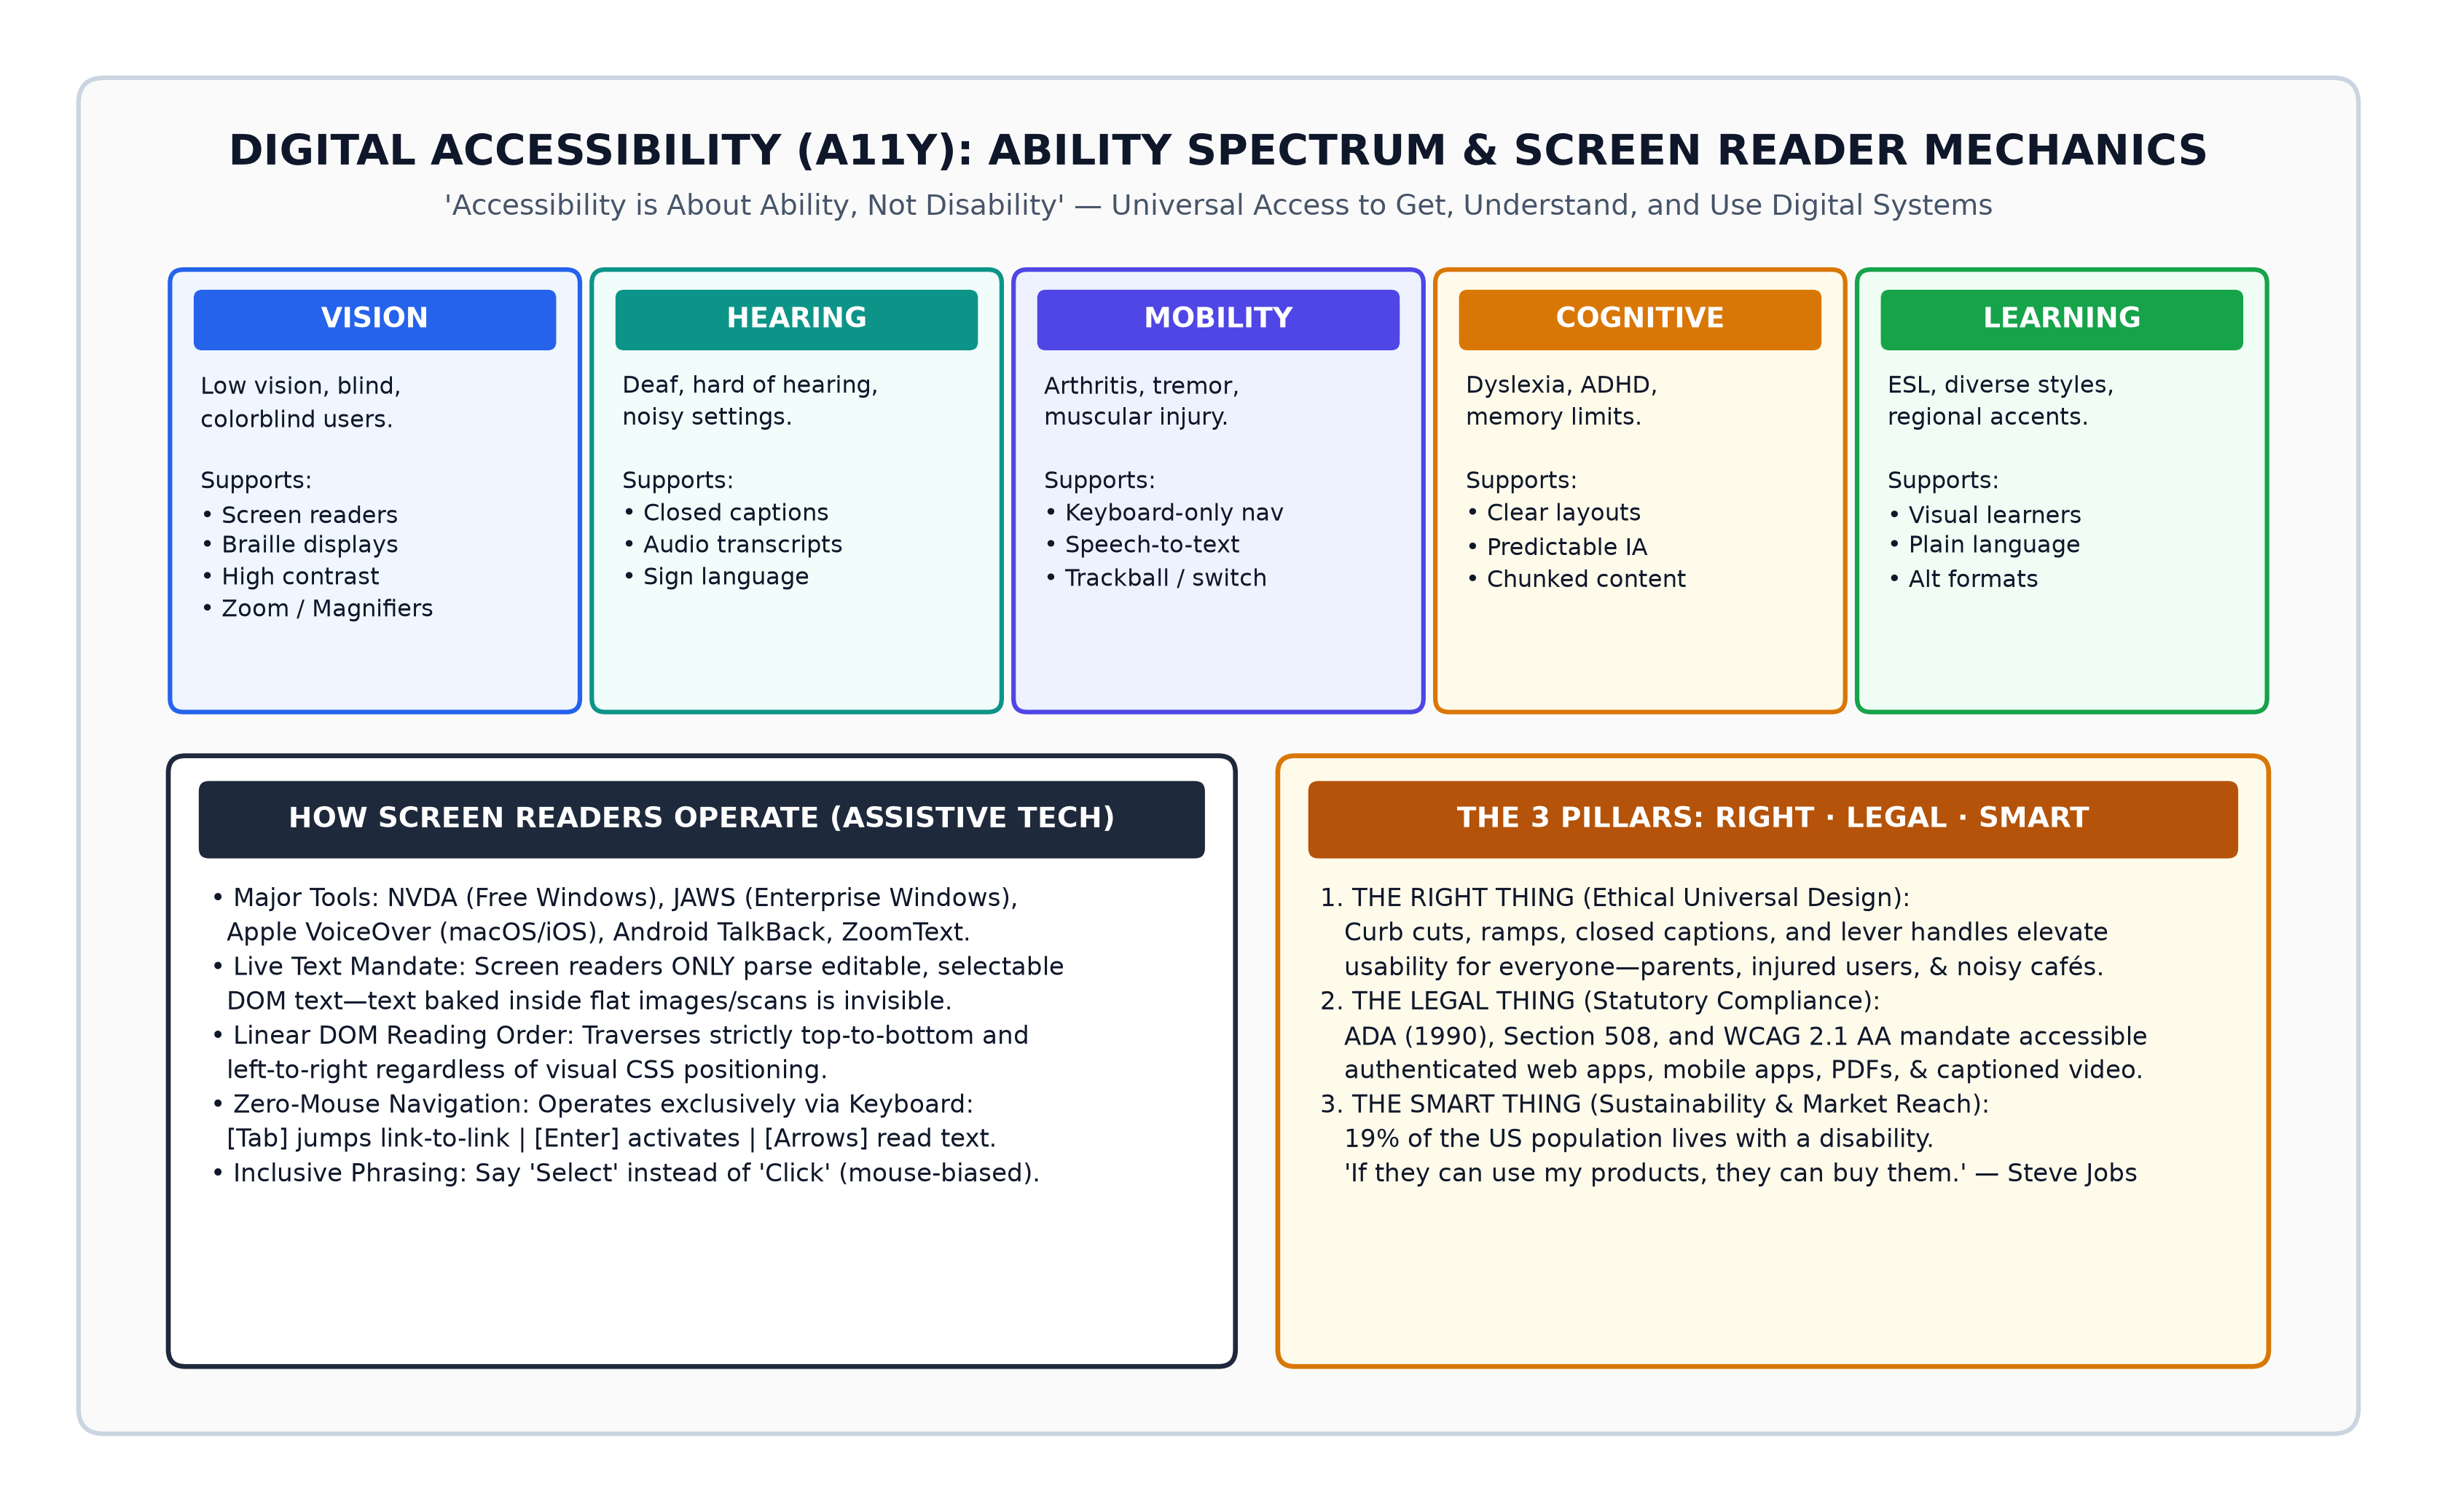 DIGITAL ACCESSIBILITY (A11Y): ABILITY SPECTRUM & SCREEN READER MECHANICS
'Accessibility is About Ability, Not Disability' — Universal Access to Get, Understand, and Use Digital Systems
VISION
Low vision, blind,
colorblind users.
Supports:
• Screen readers
• Braille displays
• High contrast
• Zoom / Magnifiers
HEARING
Deaf, hard of hearing,
noisy settings.
Supports:
• Closed captions
• Audio transcripts
• Sign language
MOBILITY
Arthritis, tremor,
muscular injury.
Supports:
• Keyboard-only nav
• Speech-to-text
• Trackball / switch
COGNITIVE
Dyslexia, ADHD,
memory limits.
Supports:
• Clear layouts
• Predictable IA
• Chunked content
LEARNING
ESL, diverse styles,
regional accents.
Supports:
• Visual learners
• Plain language
• Alt formats
HOW SCREEN READERS OPERATE (ASSISTIVE TECH)
• Major Tools: NVDA (Free Windows), JAWS (Enterprise Windows),
Apple VoiceOver (macOS/iOS), Android TalkBack, ZoomText.
• Live Text Mandate: Screen readers ONLY parse editable, selectable
DOM text—text baked inside flat images/scans is invisible.
• Linear DOM Reading Order: Traverses strictly top-to-bottom and
left-to-right regardless of visual CSS positioning.
• Zero-Mouse Navigation: Operates exclusively via Keyboard:
[Tab] jumps link-to-link | [Enter] activates | [Arrows] read text.
• Inclusive Phrasing: Say 'Select' instead of 'Click' (mouse-biased).
THE 3 PILLARS: RIGHT · LEGAL · SMART
1. THE RIGHT THING (Ethical Universal Design):
Curb cuts, ramps, closed captions, and lever handles elevate
usability for everyone—parents, injured users, & noisy cafés.
2. THE LEGAL THING (Statutory Compliance):
ADA (1990), Section 508, and WCAG 2.1 AA mandate accessible
authenticated web apps, mobile apps, PDFs, & captioned video.
3. THE SMART THING (Sustainability & Market Reach):
19% of the US population lives with a disability.
'If they can use my products, they can buy them.' — Steve Jobs